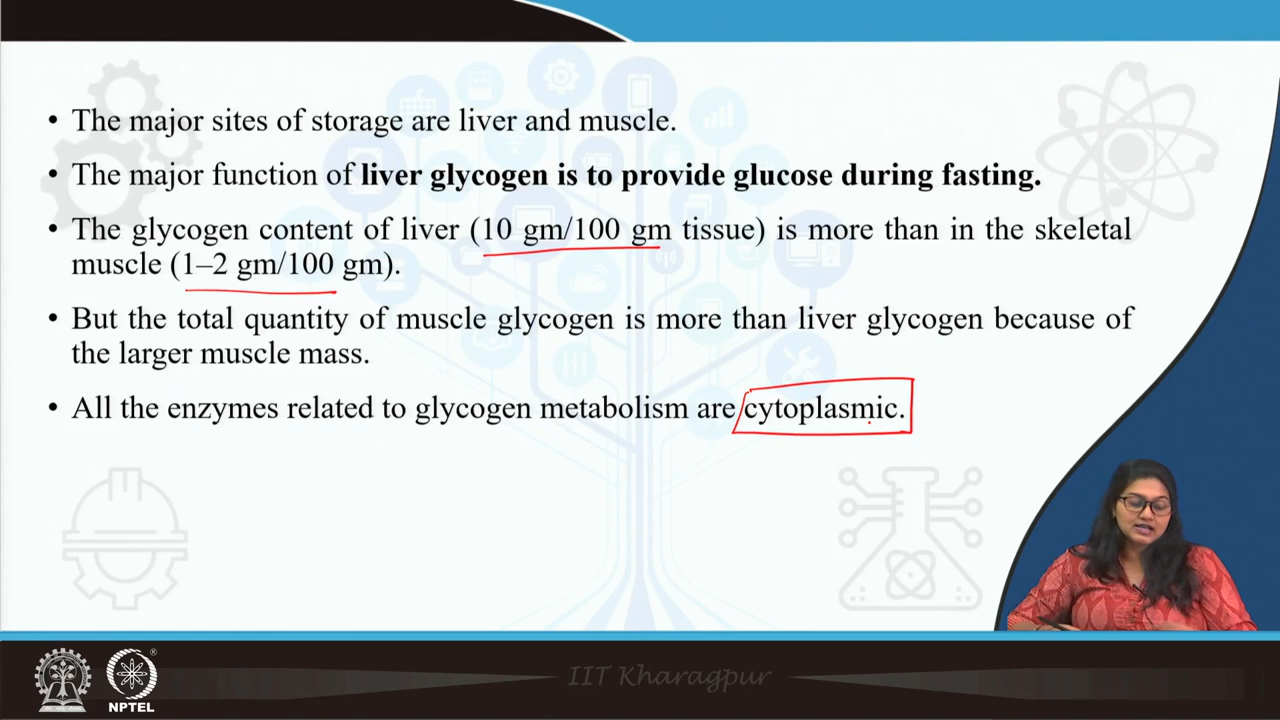 • The major sites of storage are liver and muscle.
• The major function of liver glycogen is to provide glucose during fasting.
• The glycogen content of liver (10 gm/100 gm tissue) is more than in the skeletal
muscle (1–2 gm/100 gm).
• But the total quantity of muscle glycogen is more than liver glycogen because of
the larger muscle mass.
• All the enzymes related to glycogen metabolism are cytoplasmic.
IIT Kharagpur
®
NPTEL